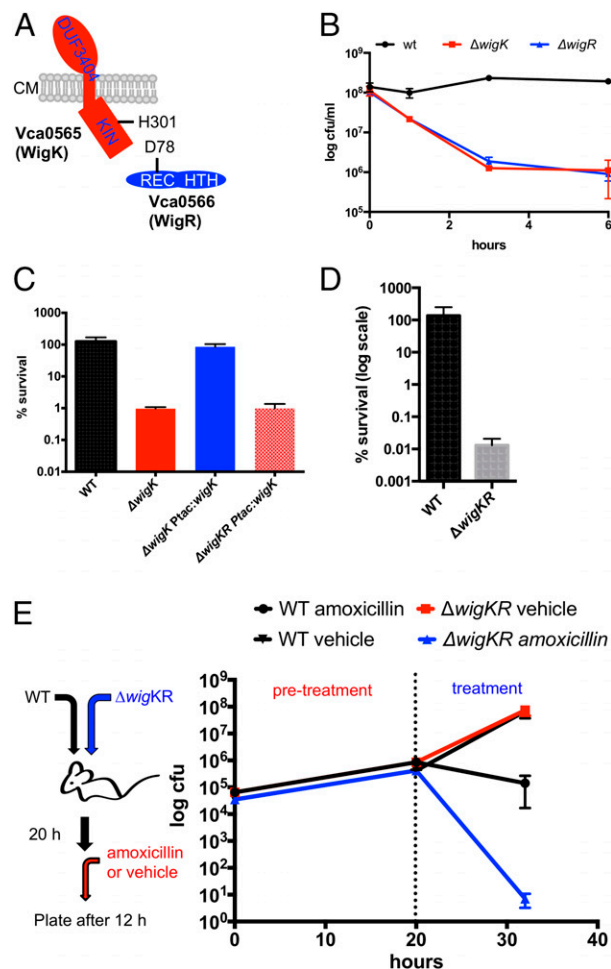 A
DUF3404
CM
KIN
H301
D78
Vca0565
(WigK)
REC HTH
Vca0566
(WigR)
B
wt ΔwigK ΔwigR
log cfu/ml
10⁹
10⁸
10⁷
10⁶
10⁵
0 2 4 6
hours
C
% survival
1000
100
10
1
0.1
0.01
WT
ΔwigK
ΔwigK Ptac:wigK
ΔwigKR Ptac:wigK
D
% survival (log scale)
1000
100
10
1
0.1
0.01
0.001
WT
ΔwigKR
E
WT amoxicillin ΔwigKR vehicle
WT vehicle ΔwigKR amoxicillin
WT ΔwigKR
20 h
amoxicillin
or vehicle
Plate after 12 h
pre-treatment treatment
log cfu
10⁹
10⁸
10⁷
10⁶
10⁵
10⁴
10³
10²
10¹
10⁰
0 10 20 30 40
hours